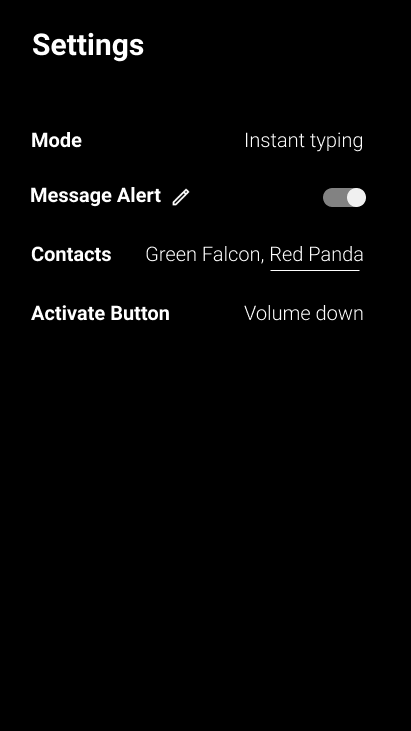 Settings
Mode Instant typing
Message Alert
Contacts Green Falcon, Red Panda
Activate Button Volume down